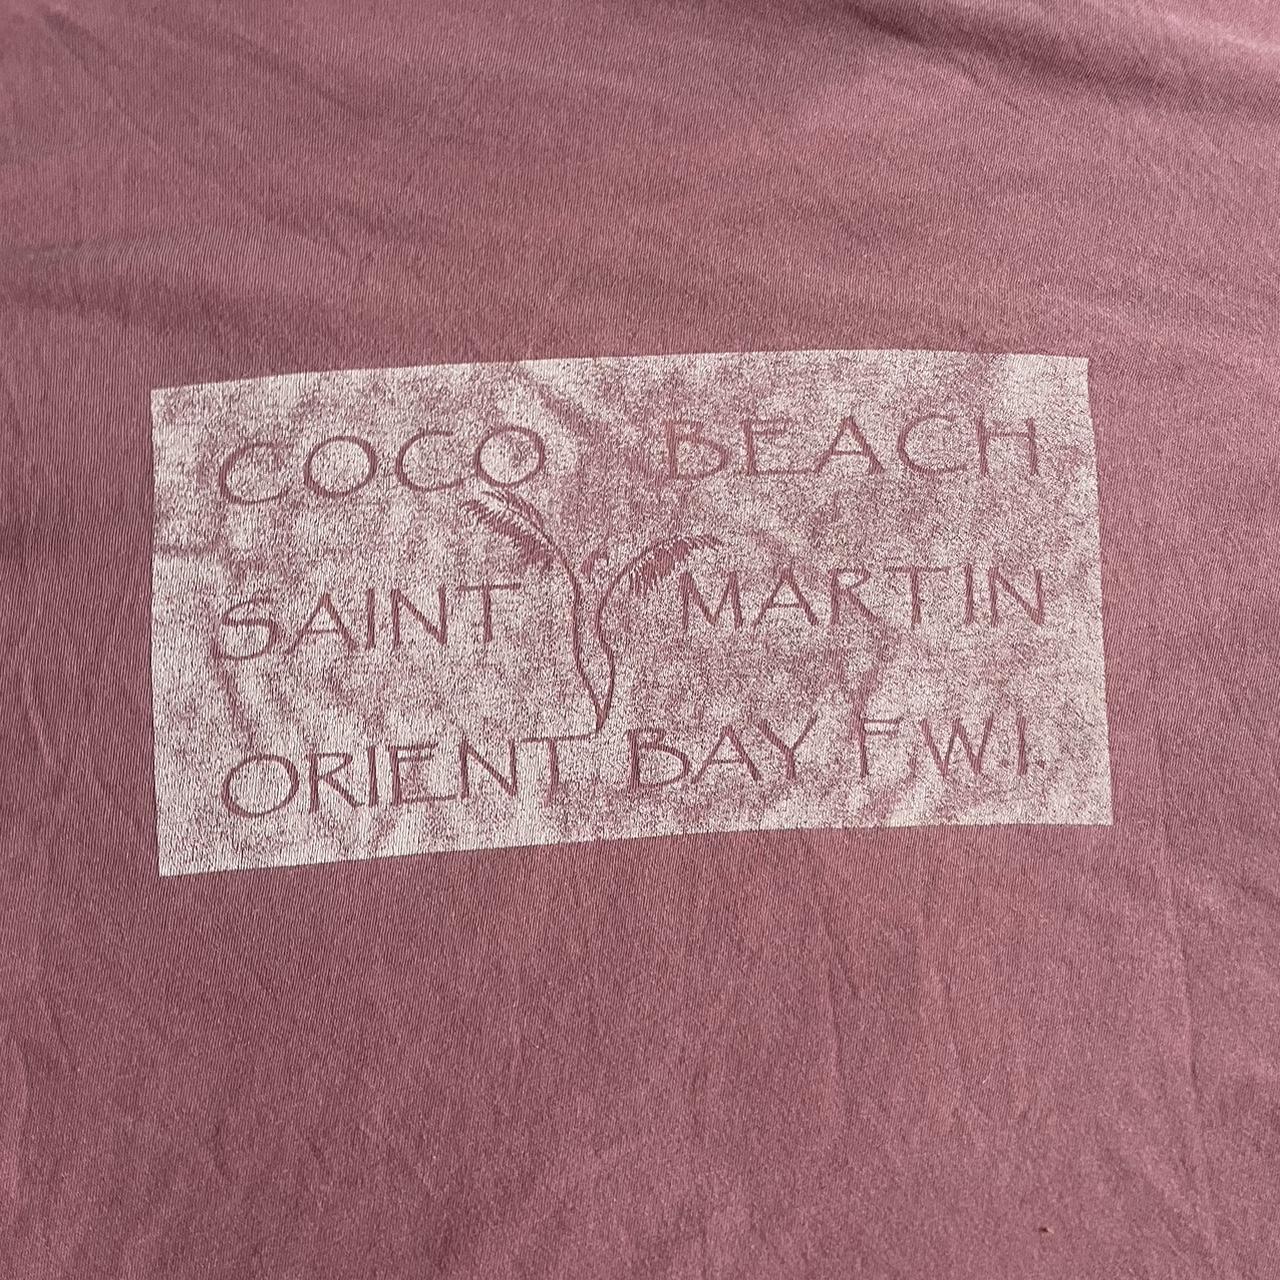 COCO BEACH
SAINT MARTIN
ORIENT BAY F.W.I.